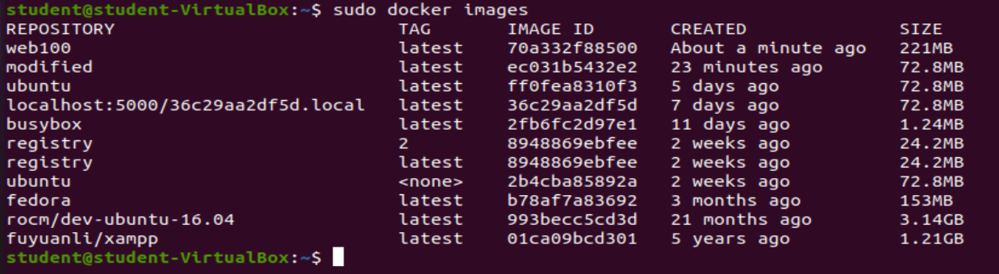 student@student-VirtualBox:~$ sudo docker images
REPOSITORY TAG IMAGE ID CREATED SIZE
web100 latest 70a332f88500 About a minute ago 221MB
modified latest ec031b5432e2 23 minutes ago 72.8MB
ubuntu latest ff0fea8310f3 5 days ago 72.8MB
localhost:5000/36c29aa2df5d.local latest 36c29aa2df5d 7 days ago 72.8MB
busybox latest 2fb6fc2d97e1 11 days ago 1.24MB
registry 2 8948869ebfee 2 weeks ago 24.2MB
registry latest 8948869ebfee 2 weeks ago 24.2MB
ubuntu <none> 2b4cba85892a 2 weeks ago 72.8MB
fedora latest b78af7a83692 3 months ago 153MB
rocm/dev-ubuntu-16.04 latest 993becc5cd3d 21 months ago 3.14GB
fuyuanli/xampp latest 01ca09bcd301 5 years ago 1.21GB
student@student-VirtualBox:~$